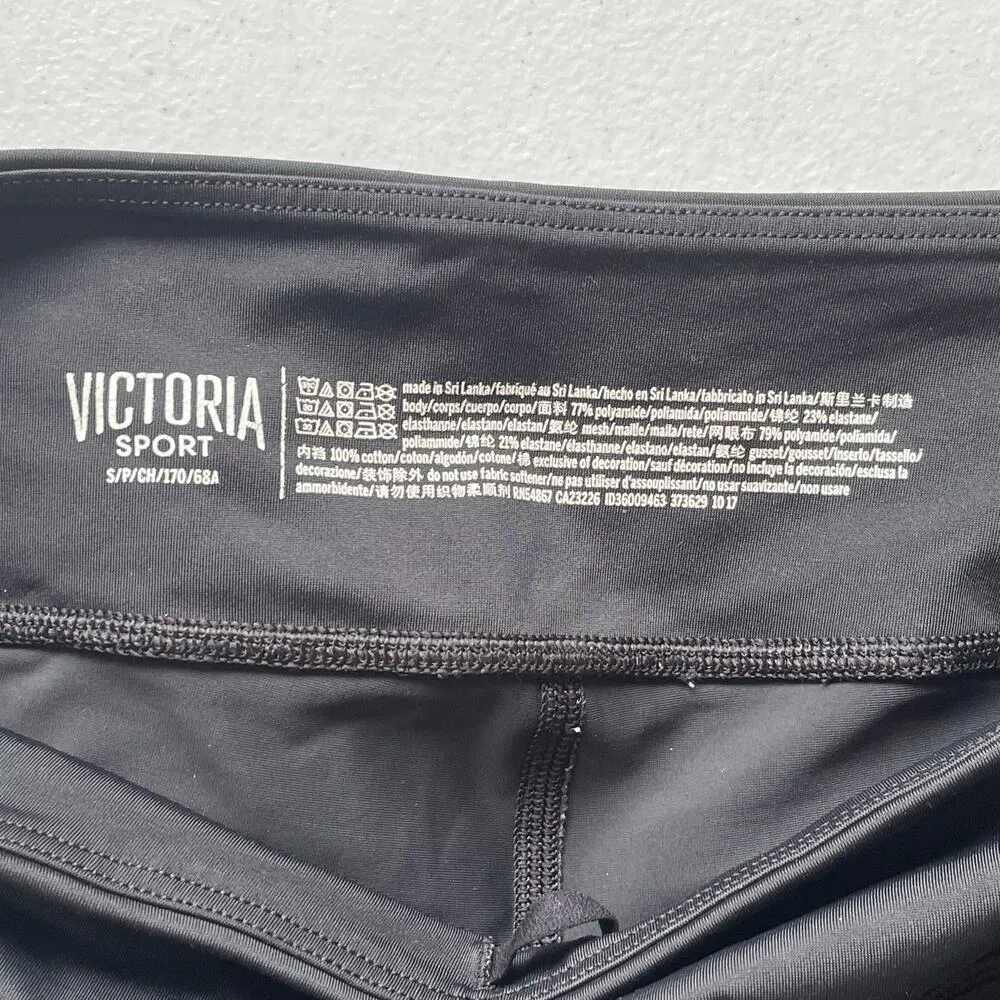 VICTORIA
SPORT
S/P/CH/170/68A
made in Sri Lanka/fabriqué au Sri Lanka/hecho en Sri Lanka/fabbricato in Sri Lanka/斯里兰卡制造
body/corps/cuerpo/corpo/面料 77% polyamide/poliamida/poliammide/锦纶 23% elastane/
elasthanne/elastano/elastan/氨纶 mesh/maille/malla/rete/网眼布 79% polyamide/poliamida/
poliammide/锦纶 21% elastane/élasthanne/elastano/elastan/氨纶 gusset/gousset/inserto/tassello/
内裆 100% cotton/coton/algodón/cotone/棉 exclusive of decoration/sauf décoration/no incluye la decoración/esclusa la
decorazione/装饰除外 do not use fabric softener/ne pas utiliser d'assouplissant/no usar suavizante/non usare
ammorbidente/请勿使用织物柔顺剂 RN54867 CA23226 ID36009463 373629 10 17